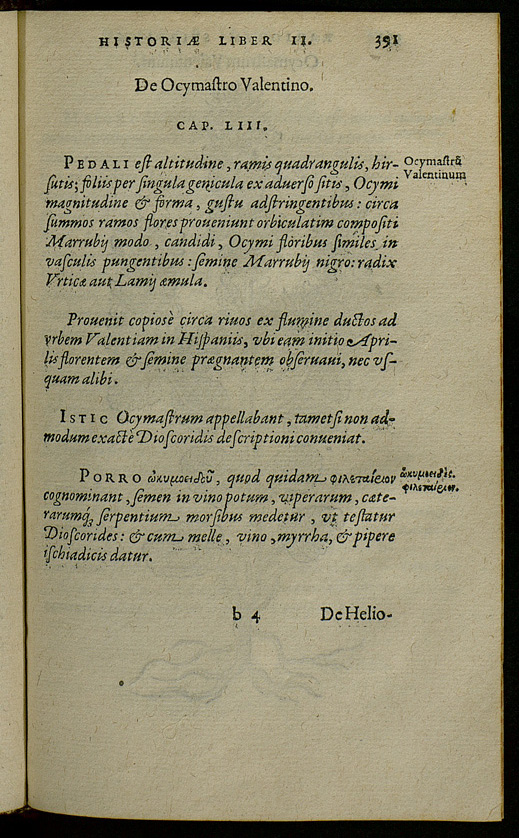 HISTORIÆ LIBER II. 391
De Ocymaſtro Valentino.
CAP. LIII.
PEDALI eſt altitudine, ramis quadrangulis, hir-
ſutis; foliis per ſingula genicula ex aduerſo ſitis, Ocymi
magnitudine & forma, guſtu adſtringentibus: circa
ſummos ramos flores proueniunt orbiculatim compoſiti
Marrubij modo, candidi, Ocymi floribus ſimiles, in
vaſculis pungentibus: ſemine Marrubij nigro: radix
Vrticæ aut Lamij æmula.
Ocymaſtrū
Valentinum
Prouenit copiosè circa riuos ex flumine ductos ad
vrbem Valentiam in Hiſpaniis, vbi eam initio Apri-
lis florentem & ſemine prægnantem obſeruaui, nec vſ-
quam alibi.
ISTIC Ocymaſtrum appellabant, tametſi non ad-
modum exactè Dioſcoridis deſcriptioni conueniat.
PORRO ὠκυμοειδὲς, quod quidam φιλεταίριον
cognominant, ſemen in vino potum, viperarum, cæte-
rarumq́; ſerpentium morſibus medetur, vt teſtatur
Dioſcorides: & cum melle, vino, myrrha, & pipere
iſchiadicis datur.
ὠκυμοειδὲς.
φιλεταίριον.
b 4 De Helio-